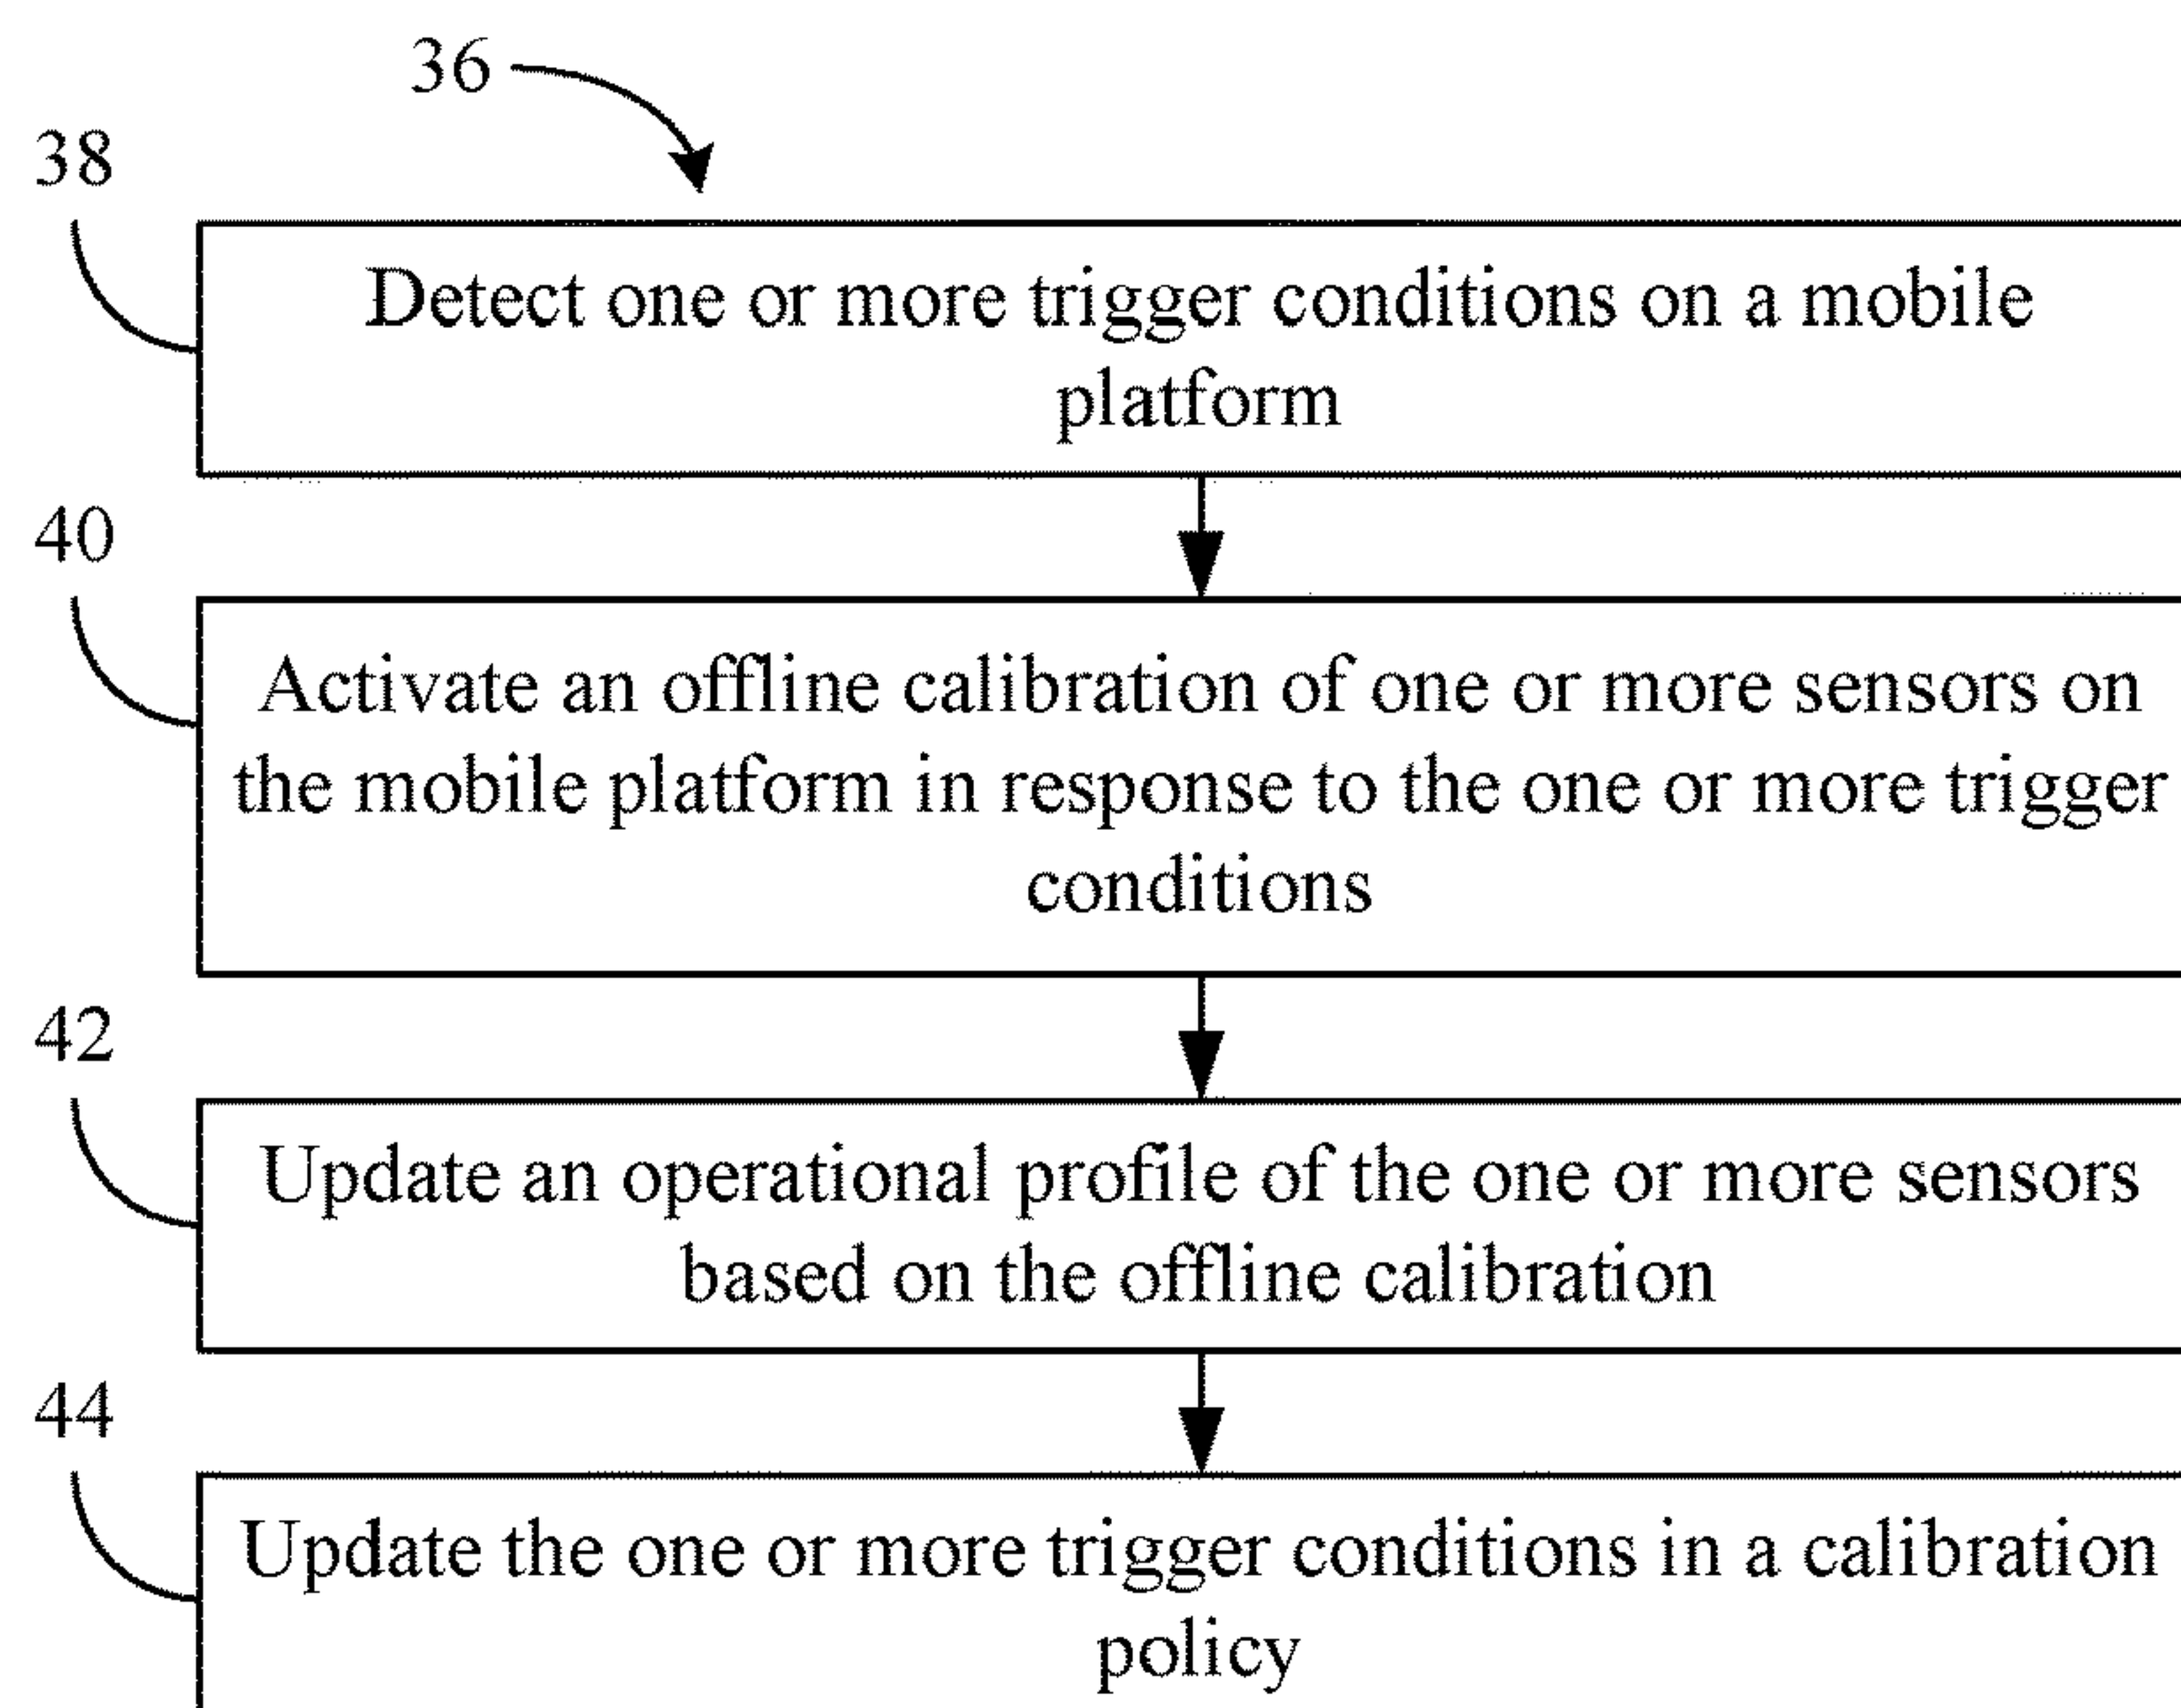 36
38
Detect one or more trigger conditions on a mobile
platform
40
Activate an offline calibration of one or more sensors on
the mobile platform in response to the one or more trigger
conditions
42
Update an operational profile of the one or more sensors
based on the offline calibration
44
Update the one or more trigger conditions in a calibration
policy